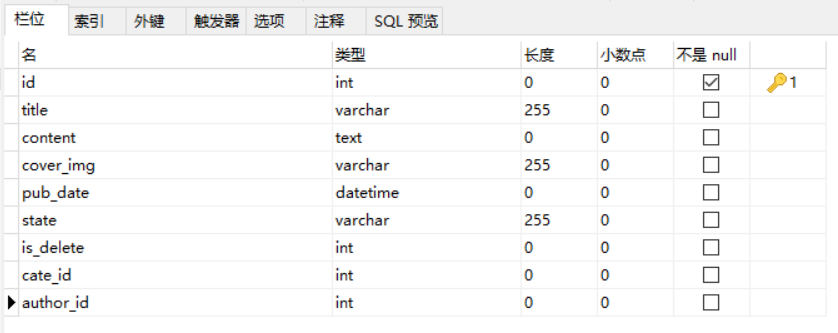 栏位 索引 外键 触发器 选项 注释 SQL 预览
名 类型 长度 小数点 不是 null
id int 0 0 1
title varchar 255 0
content text 0 0
cover_img varchar 255 0
pub_date datetime 0 0
state varchar 255 0
is_delete int 0 0
cate_id int 0 0
author_id int 0 0